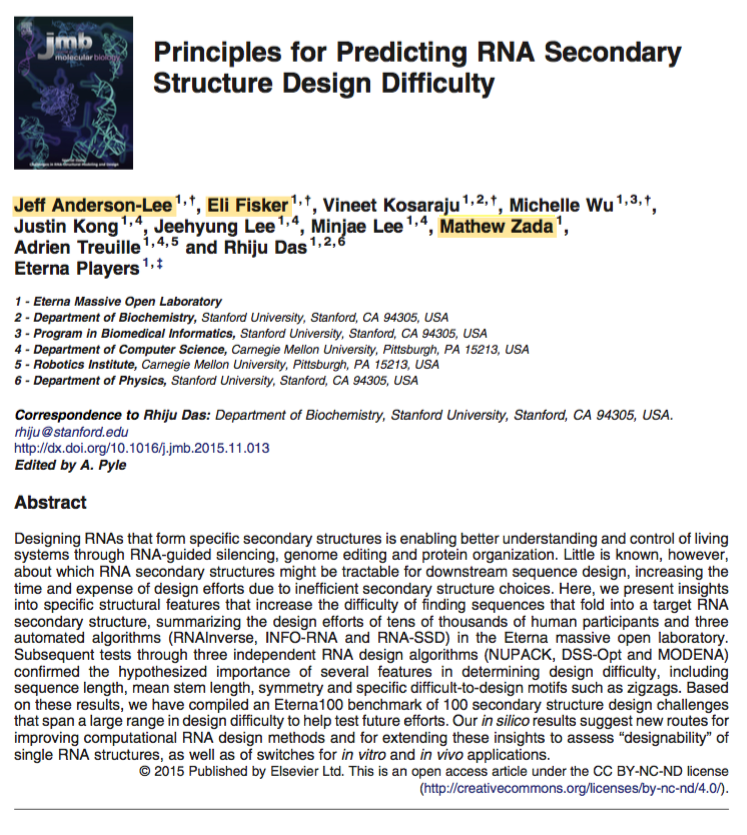 jmb
molecular biology
Principles for Predicting RNA Secondary
Structure Design Difficulty
Jeff Anderson-Lee 1,†, Eli Fisker 1,†, Vineet Kosaraju 1,2,†, Michelle Wu 1,3,†,
Justin Kong 1,4, Jeehyung Lee 1,4, Minjae Lee 1,4, Mathew Zada 1,
Adrien Treuille 1,4,5 and Rhiju Das 1,2,6
Eterna Players 1,‡
1 - Eterna Massive Open Laboratory
2 - Department of Biochemistry, Stanford University, Stanford, CA 94305, USA
3 - Program in Biomedical Informatics, Stanford University, Stanford, CA 94305, USA
4 - Department of Computer Science, Carnegie Mellon University, Pittsburgh, PA 15213, USA
5 - Robotics Institute, Carnegie Mellon University, Pittsburgh, PA 15213, USA
6 - Department of Physics, Stanford University, Stanford, CA 94305, USA
Correspondence to Rhiju Das: Department of Biochemistry, Stanford University, Stanford, CA 94305, USA.
rhiju@stanford.edu
http://dx.doi.org/10.1016/j.jmb.2015.11.013
Edited by A. Pyle
Abstract
Designing RNAs that form specific secondary structures is enabling better understanding and control of living
systems through RNA-guided silencing, genome editing and protein organization. Little is known, however,
about which RNA secondary structures might be tractable for downstream sequence design, increasing the
time and expense of design efforts due to inefficient secondary structure choices. Here, we present insights
into specific structural features that increase the difficulty of finding sequences that fold into a target RNA
secondary structure, summarizing the design efforts of tens of thousands of human participants and three
automated algorithms (RNAInverse, INFO-RNA and RNA-SSD) in the Eterna massive open laboratory.
Subsequent tests through three independent RNA design algorithms (NUPACK, DSS-Opt and MODENA)
confirmed the hypothesized importance of several features in determining design difficulty, including
sequence length, mean stem length, symmetry and specific difficult-to-design motifs such as zigzags. Based
on these results, we have compiled an Eterna100 benchmark of 100 secondary structure design challenges
that span a large range in design difficulty to help test future efforts. Our in silico results suggest new routes for
improving computational RNA design methods and for extending these insights to assess “designability” of
single RNA structures, as well as of switches for in vitro and in vivo applications.
© 2015 Published by Elsevier Ltd. This is an open access article under the CC BY-NC-ND license
(http://creativecommons.org/licenses/by-nc-nd/4.0/).